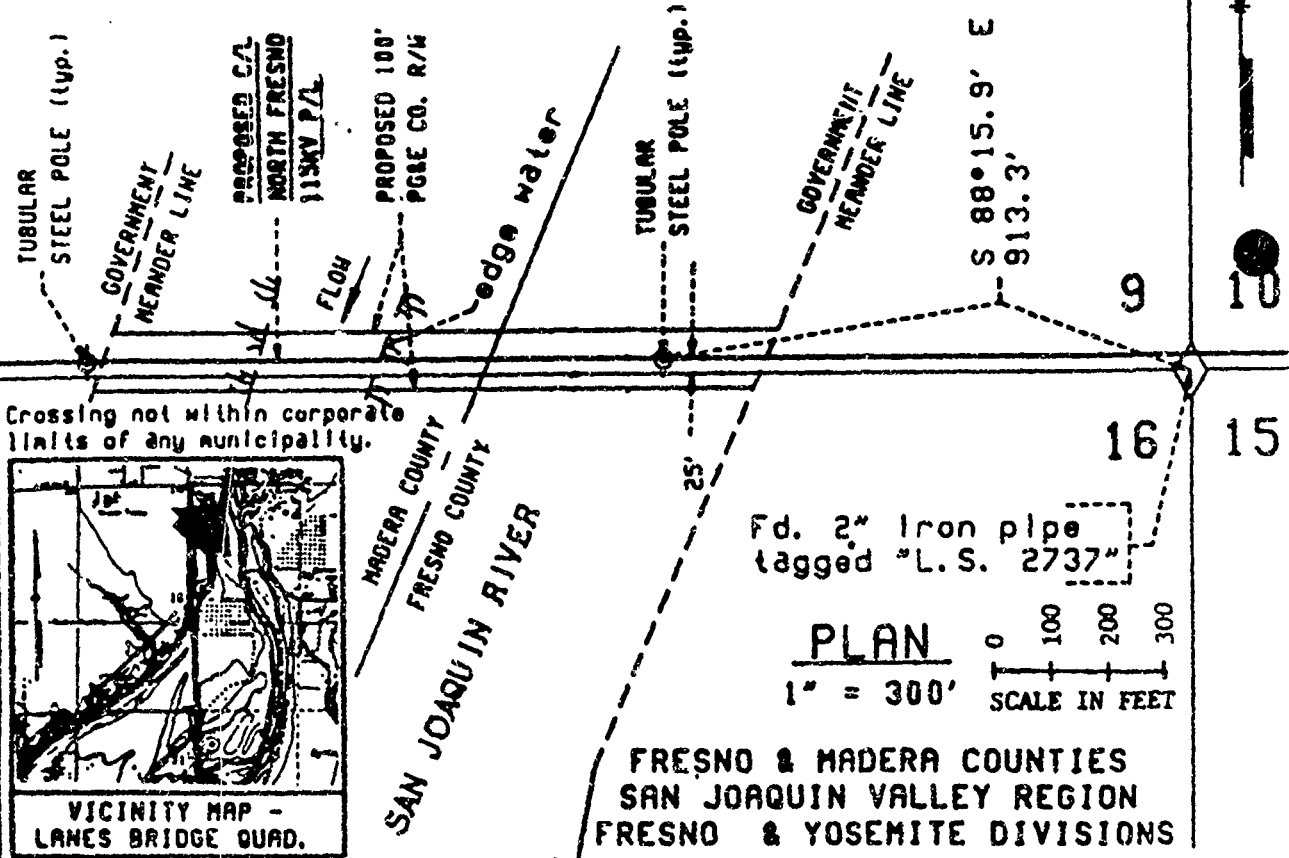 TUBULAR
STEEL POLE (typ.)
GOVERNMENT
MEANDER LINE
PROPOSED C/L
NORTH FRESNO
115KV P/L
PROPOSED 100'
PG&E CO. R/W
FLOW
edge water
TUBULAR
STEEL POLE (typ.)
GOVERNMENT
MEANDER LINE
S 88°15.9' E
913.3'
9
10
16
15
25'
Crossing not within corporate
limits of any municipality.
MADERA COUNTY
FRESNO COUNTY
SAN JOAQUIN RIVER
Fd. 2" Iron pipe
tagged "L.S. 2737"
PLAN
1" = 300'
0 100 200 300
SCALE IN FEET
VICINITY MAP -
LANES BRIDGE QUAD.
FRESNO & MADERA COUNTIES
SAN JOAQUIN VALLEY REGION
FRESNO & YOSEMITE DIVISIONS